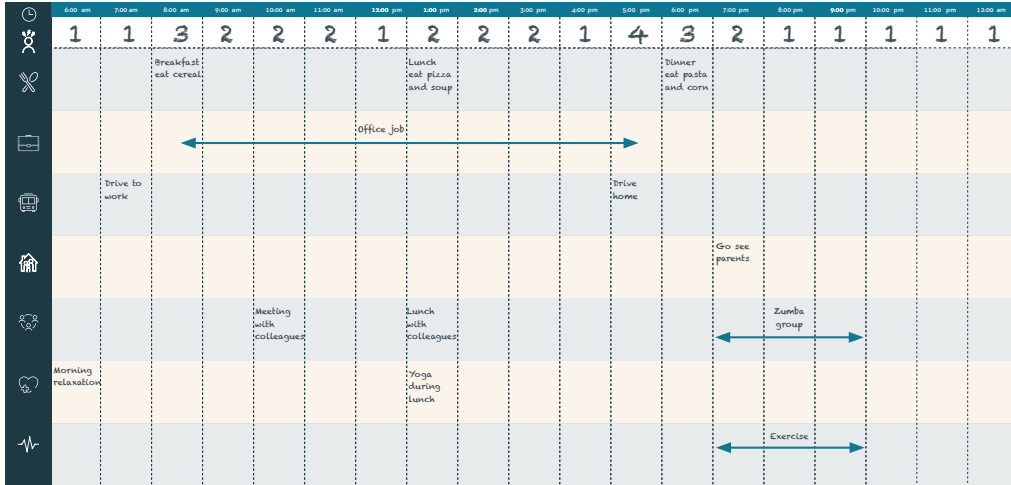 6:00 am 7:00 am 8:00 am 9:00 am 10:00 am 11:00 am 12:00 pm 1:00 pm 2:00 pm 3:00 pm 4:00 pm 5:00 pm 6:00 pm 7:00 pm 8:00 pm 9:00 pm 10:00 pm 11:00 pm 12:00 am
1 1 3 2 2 2 1 2 2 2 1 4 3 2 1 1 1 1 1
Breakfast
eat cereal
Lunch
eat pizza
and soup
Dinner
eat pasta
and corn
Office job
Drive to
work
Drive
home
Go see
parents
Meeting
with
colleagues
Lunch
with
colleagues
Zumba
group
Morning
relaxation
Yoga
during
lunch
Exercise